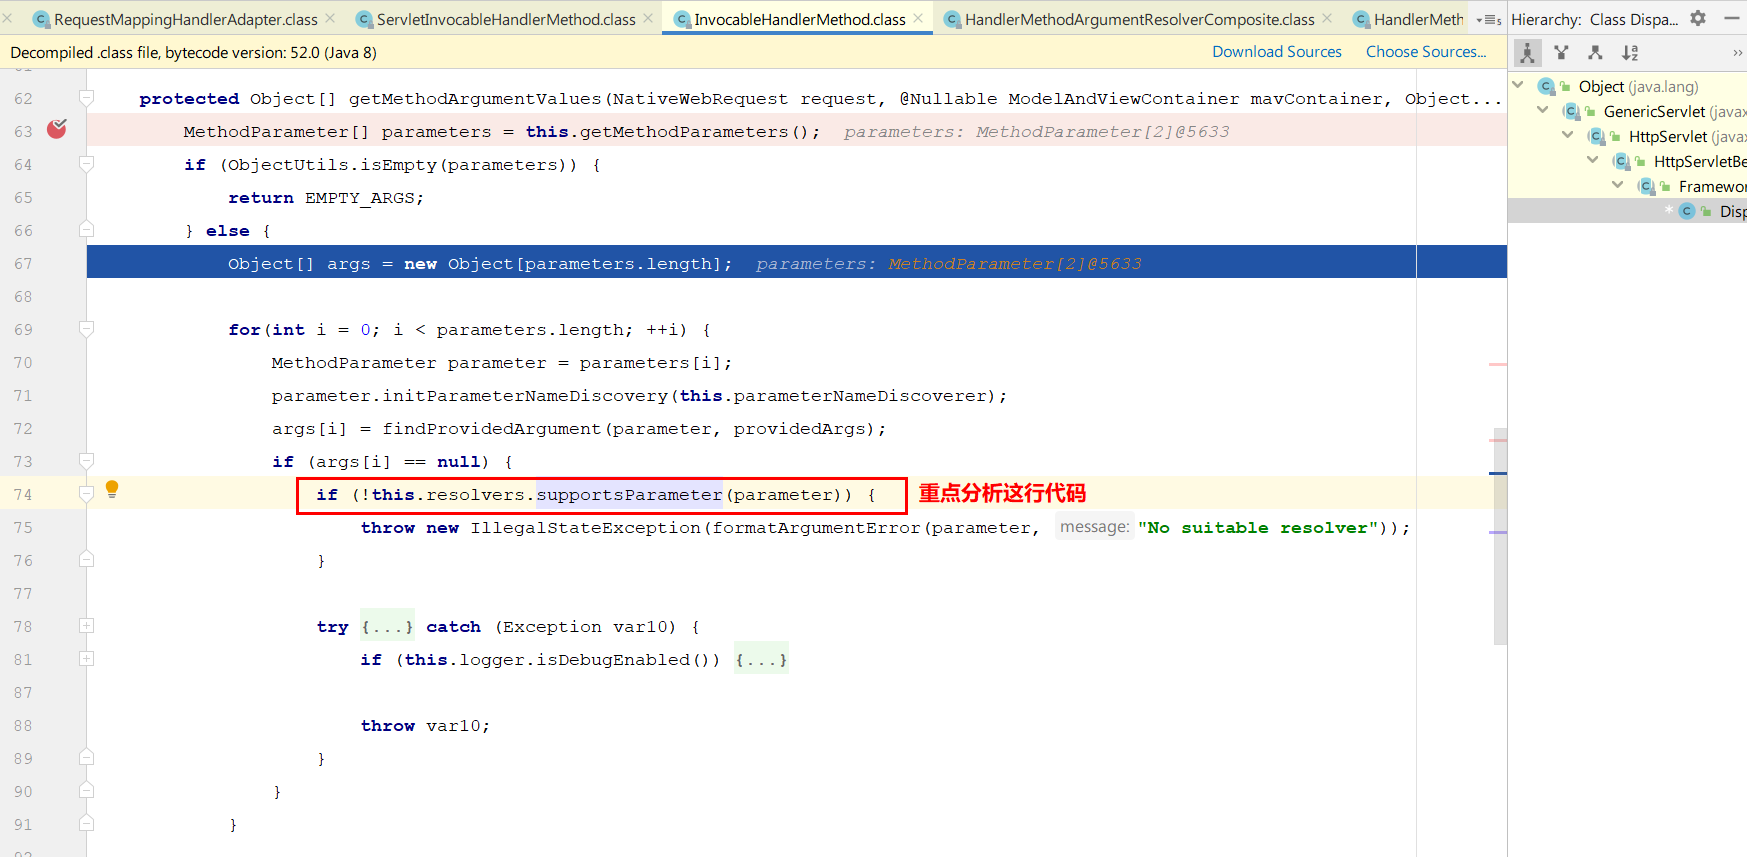 RequestMappingHandlerAdapter.class ServletInvocableHandlerMethod.class InvocableHandlerMethod.class HandlerMethodArgumentResolverComposite.class HandlerMeth
Hierarchy: Class Dispa...
Decompiled .class file, bytecode version: 52.0 (Java 8) Download Sources Choose Sources...
62 protected Object[] getMethodArgumentValues(NativeWebRequest request, @Nullable ModelAndViewContainer mavContainer, Object...
63 MethodParameter[] parameters = this.getMethodParameters(); parameters: MethodParameter[2]@5633
64 if (ObjectUtils.isEmpty(parameters)) {
65 return EMPTY_ARGS;
66 } else {
67 Object[] args = new Object[parameters.length]; parameters: MethodParameter[2]@5633
68
69 for(int i = 0; i < parameters.length; ++i) {
70 MethodParameter parameter = parameters[i];
71 parameter.initParameterNameDiscovery(this.parameterNameDiscoverer);
72 args[i] = findProvidedArgument(parameter, providedArgs);
73 if (args[i] == null) {
74 if (!this.resolvers.supportsParameter(parameter)) { 重点分析这行代码
75 throw new IllegalStateException(formatArgumentError(parameter, message: "No suitable resolver"));
76 }
77
78 try {...} catch (Exception var10) {
81 if (this.logger.isDebugEnabled()) {...}
87
88 throw var10;
89 }
90 }
91 }
Object (java.lang)
GenericServlet (javax
HttpServlet (javax
HttpServletBe
Framewor
Disp